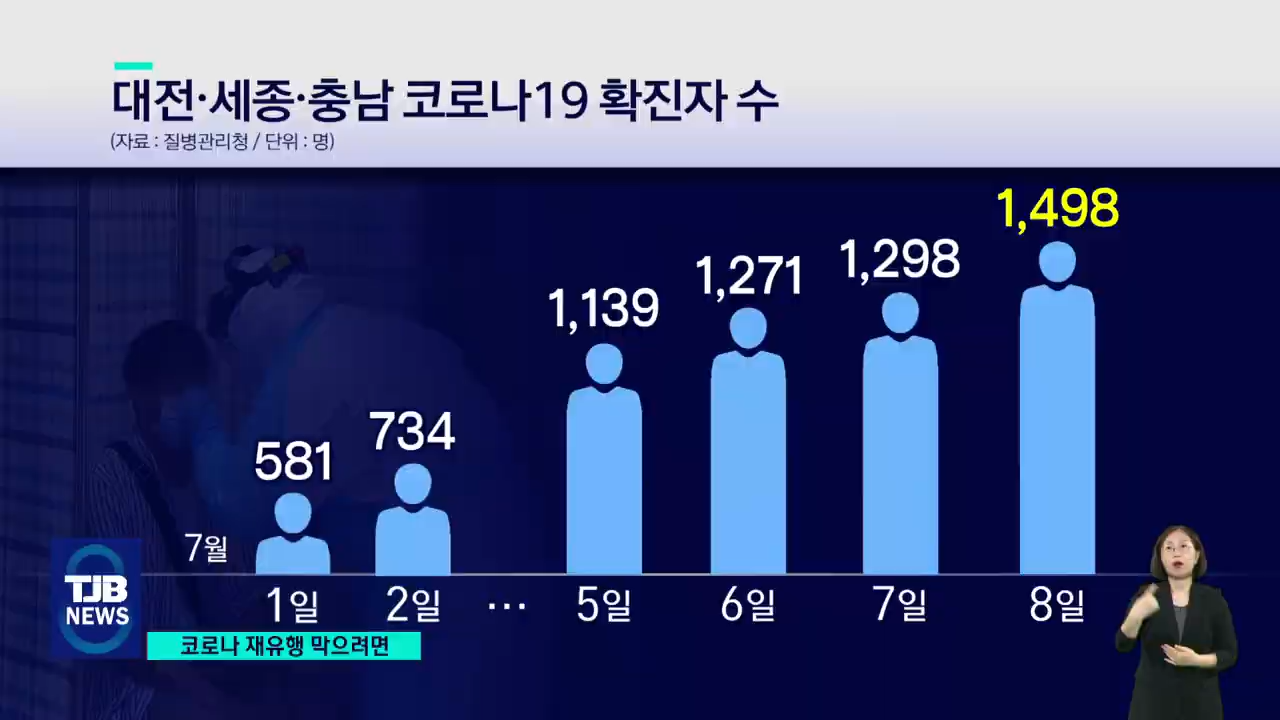 대전·세종·충남 코로나19 확진자 수
(자료 : 질병관리청 / 단위 : 명)
581
734
1,139
1,271
1,298
1,498
7월
1일
2일
...
5일
6일
7일
8일
TJB
NEWS
8
코로나 재유행 막으려면